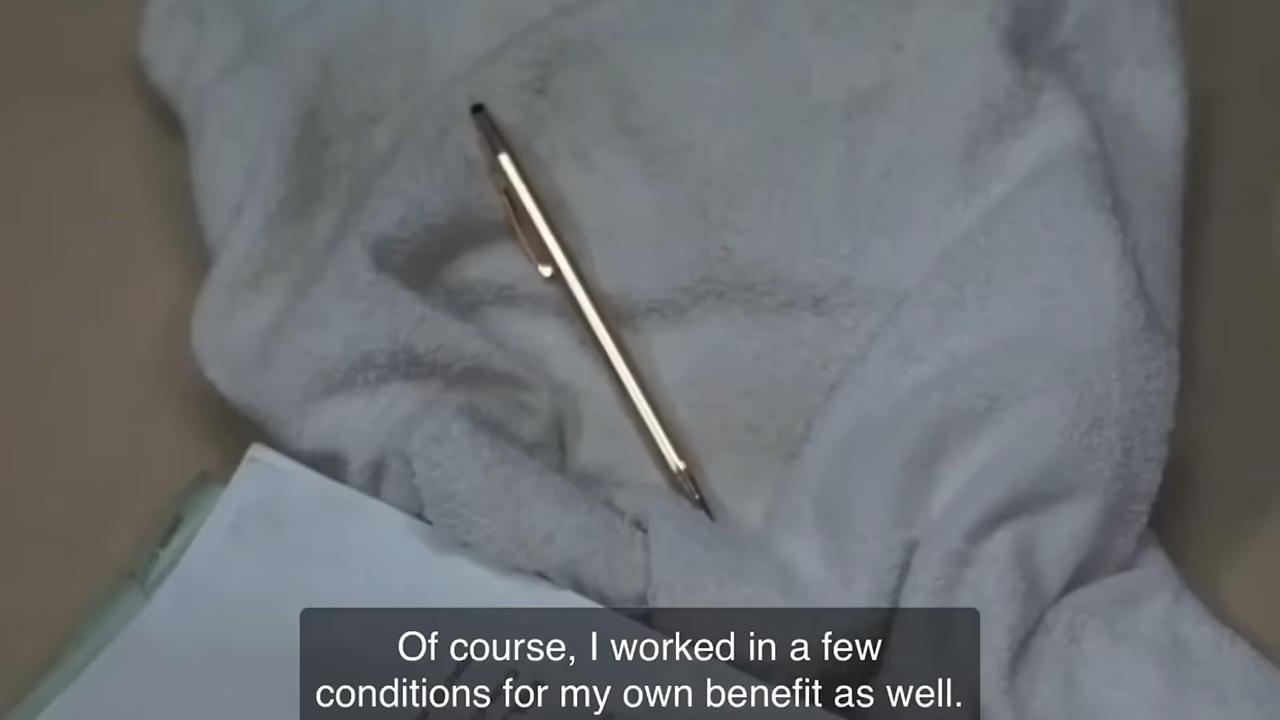 Of course, I worked in a few
conditions for my own benefit as well.